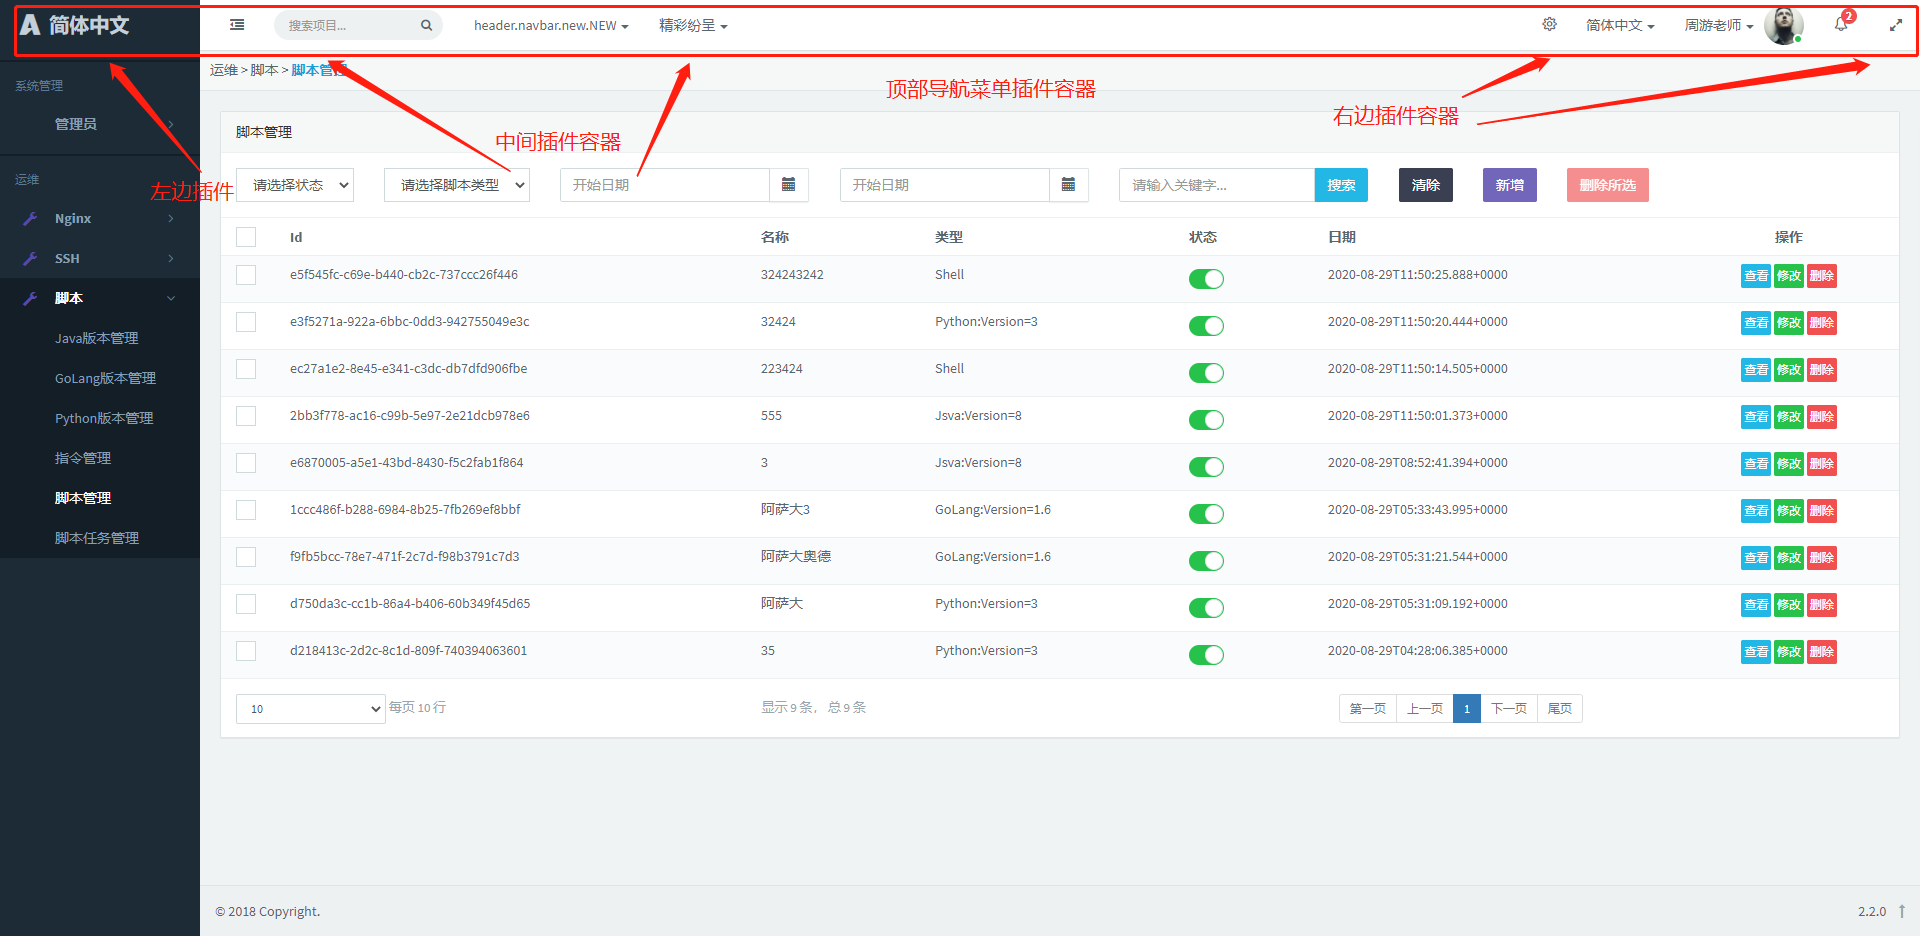 简体中文
搜索项目...
header.navbar.new.NEW
精彩纷呈
简体中文
周游老师
2
系统管理
管理员
运维
Nginx
SSH
脚本
Java版本管理
GoLang版本管理
Python版本管理
指令管理
脚本管理
脚本任务管理
运维 > 脚本 > 脚本管理
顶部导航菜单插件容器
右边插件容器
中间插件容器
左边插件
脚本管理
请选择状态
请选择脚本类型
开始日期
开始日期
请输入关键字...
搜索
清除
新增
删除所选
Id 名称 类型 状态 日期 操作
e5f545fc-c69e-b440-cb2c-737ccc26f446 324243242 Shell 2020-08-29T11:50:25.888+0000 查看 修改 删除
e3f5271a-922a-6bbc-0dd3-942755049e3c 32424 Python:Version=3 2020-08-29T11:50:20.444+0000 查看 修改 删除
ec27a1e2-8e45-e341-c3dc-db7dfd906fbe 223424 Shell 2020-08-29T11:50:14.505+0000 查看 修改 删除
2bb3f778-ac16-c99b-5e97-2e21dcb978e6 555 Jsva:Version=8 2020-08-29T11:50:01.373+0000 查看 修改 删除
e6870005-a5e1-43bd-8430-f5c2fab1f864 3 Jsva:Version=8 2020-08-29T08:52:41.394+0000 查看 修改 删除
1ccc486f-b288-6984-8b25-7fb269ef8bbf 阿萨大3 GoLang:Version=1.6 2020-08-29T05:33:43.995+0000 查看 修改 删除
f9fb5bcc-78e7-471f-2c7d-f98b3791c7d3 阿萨大奥德 GoLang:Version=1.6 2020-08-29T05:31:21.544+0000 查看 修改 删除
d750da3c-cc1b-86a4-b406-60b349f45d65 阿萨大 Python:Version=3 2020-08-29T05:31:09.192+0000 查看 修改 删除
d218413c-2d2c-8c1d-809f-740394063601 35 Python:Version=3 2020-08-29T04:28:06.385+0000 查看 修改 删除
10 每页 10 行 显示 9 条， 总 9 条 第一页 上一页 1 下一页 尾页
© 2018 Copyright. 2.2.0